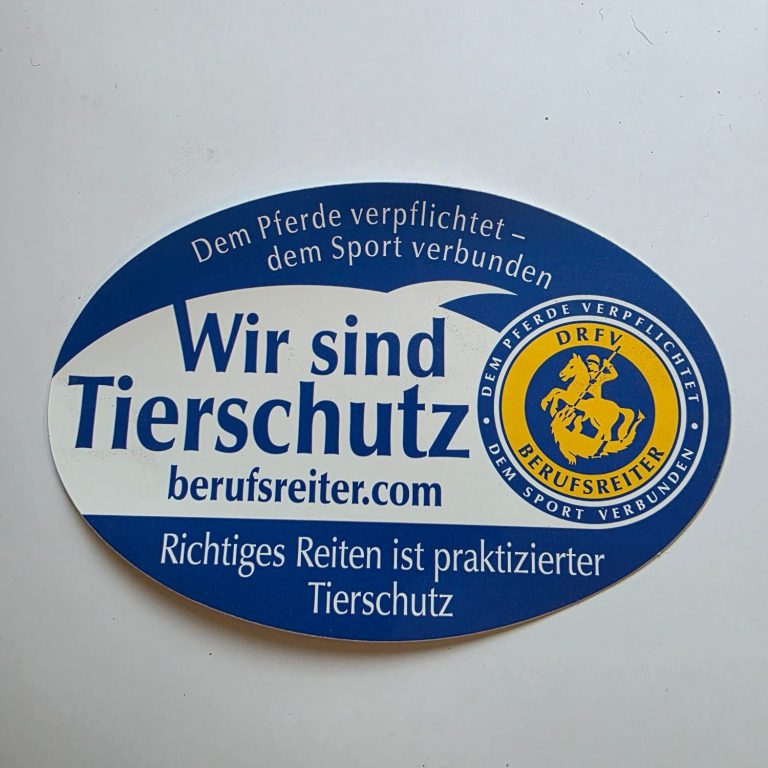 Dem Pferde verpflichtet –
dem Sport verbunden
Wir sind
Tierschutz
berufsreiter.com
DEM PFERDE VERPFLICHTET
DRFV
BERUFSREITER
DEM SPORT VERBUNDEN
Richtiges Reiten ist praktizierter
Tierschutz